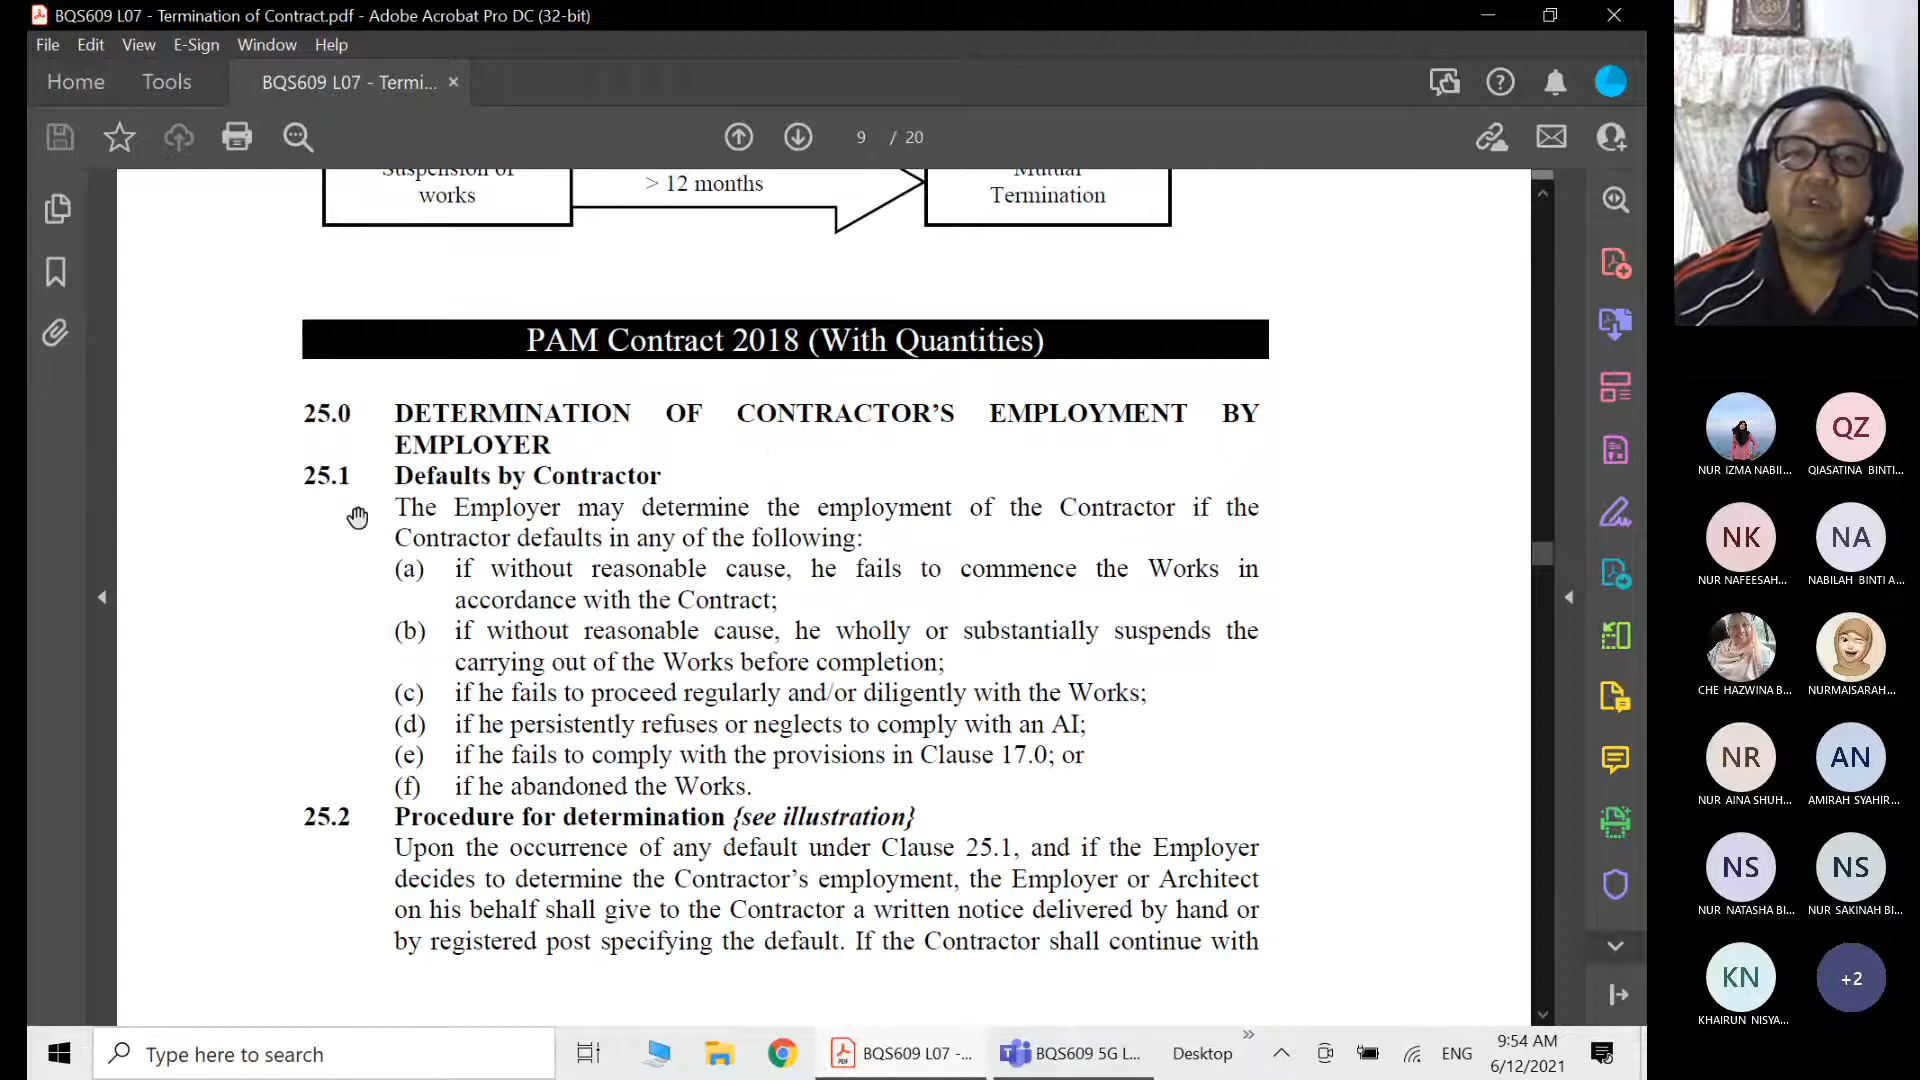 BQS609 L07 - Termination of Contract.pdf - Adobe Acrobat Pro DC (32-bit)
File Edit View E-Sign Window Help
Home Tools BQS609 L07 - Termi... ×
9 / 20
Suspension of
works
> 12 months
Mutual
Termination
PAM Contract 2018 (With Quantities)
25.0 DETERMINATION OF CONTRACTOR’S EMPLOYMENT BY
EMPLOYER
25.1 Defaults by Contractor
The Employer may determine the employment of the Contractor if the
Contractor defaults in any of the following:
(a) if without reasonable cause, he fails to commence the Works in
accordance with the Contract;
(b) if without reasonable cause, he wholly or substantially suspends the
carrying out of the Works before completion;
(c) if he fails to proceed regularly and/or diligently with the Works;
(d) if he persistently refuses or neglects to comply with an AI;
(e) if he fails to comply with the provisions in Clause 17.0; or
(f) if he abandoned the Works.
25.2 Procedure for determination {see illustration}
Upon the occurrence of any default under Clause 25.1, and if the Employer
decides to determine the Contractor’s employment, the Employer or Architect
on his behalf shall give to the Contractor a written notice delivered by hand or
by registered post specifying the default. If the Contractor shall continue with
QZ
NUR IZMA NABII... QIASATINA BINTI...
NK NA
NUR NAFEESAH... NABILAH BINTI A...
CHE HAZWINA B... NURMAISARAH...
NR AN
NUR AINA SHUH... AMIRAH SYAHIR...
NS NS
NUR NATASHA BI... NUR SAKINAH BI...
KN +2
KHAIRUN NISYA...
Type here to search
BQS609 L07 -...
BQS609 5G L...
Desktop
ENG
9:54 AM
6/12/2021